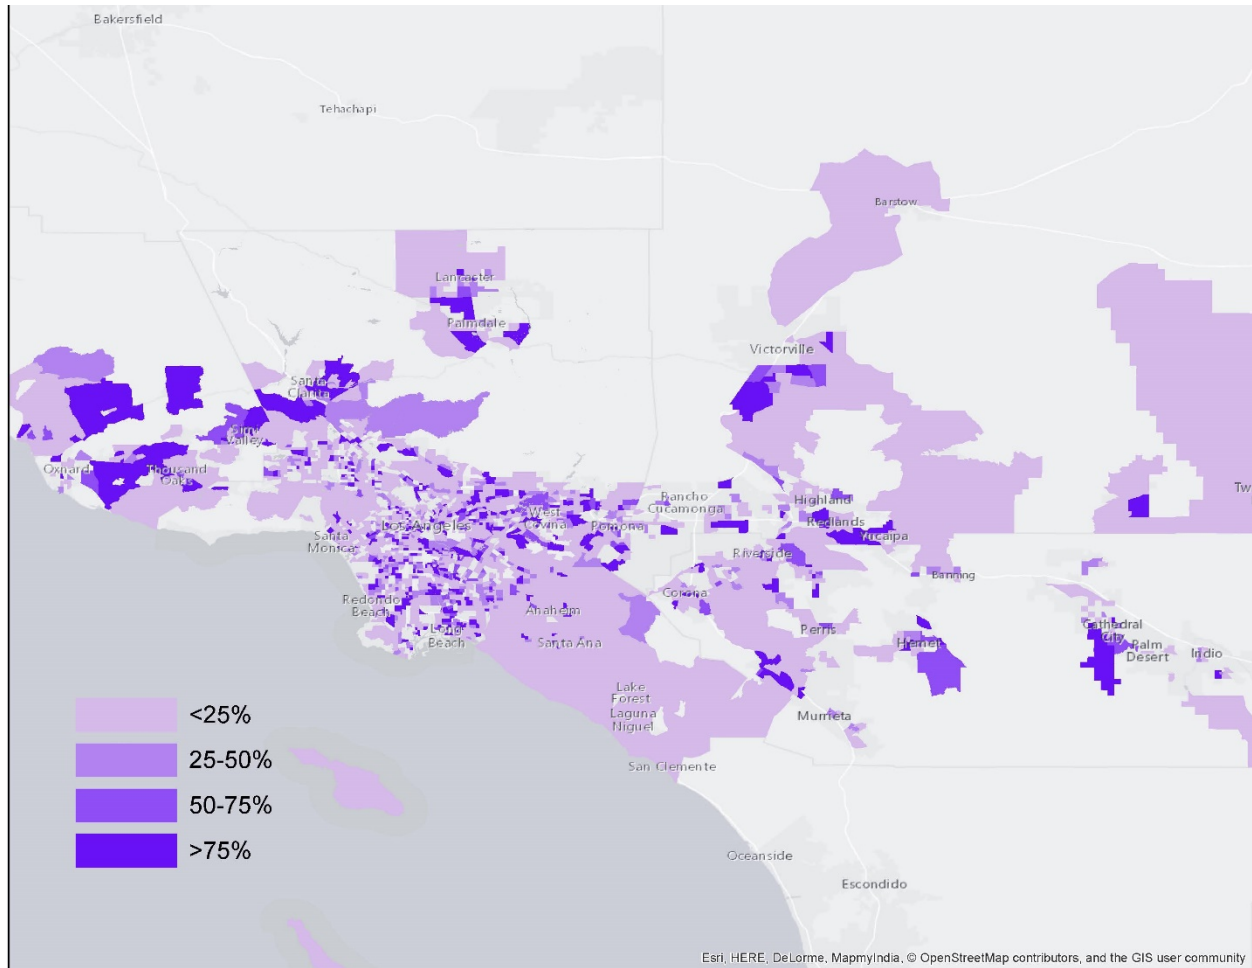 Bakersfield
Tehachapi
Barstow
Lancaster
Palmdale
Victorville
Santa
Clarita
Simi
Valley
Oxnard
Thousand
Oaks
Rancho
Cucamonga
Highland
West
Covina
Los Angeles
Pomona
Redlands
Yucaipa
Santa
Monica
Riverside
Banning
Corona
Redondo
Beach
Anaheim
Long
Beach
Santa Ana
Perris
Hemet
Cathedral
City
Palm
Desert
Indio
Tw
Lake
Forest
Laguna
Niguel
Murrieta
San Clemente
<25%
25-50%
50-75%
>75%
Oceanside
Escondido
Esri, HERE, DeLorme, MapmyIndia, © OpenStreetMap contributors, and the GIS user community